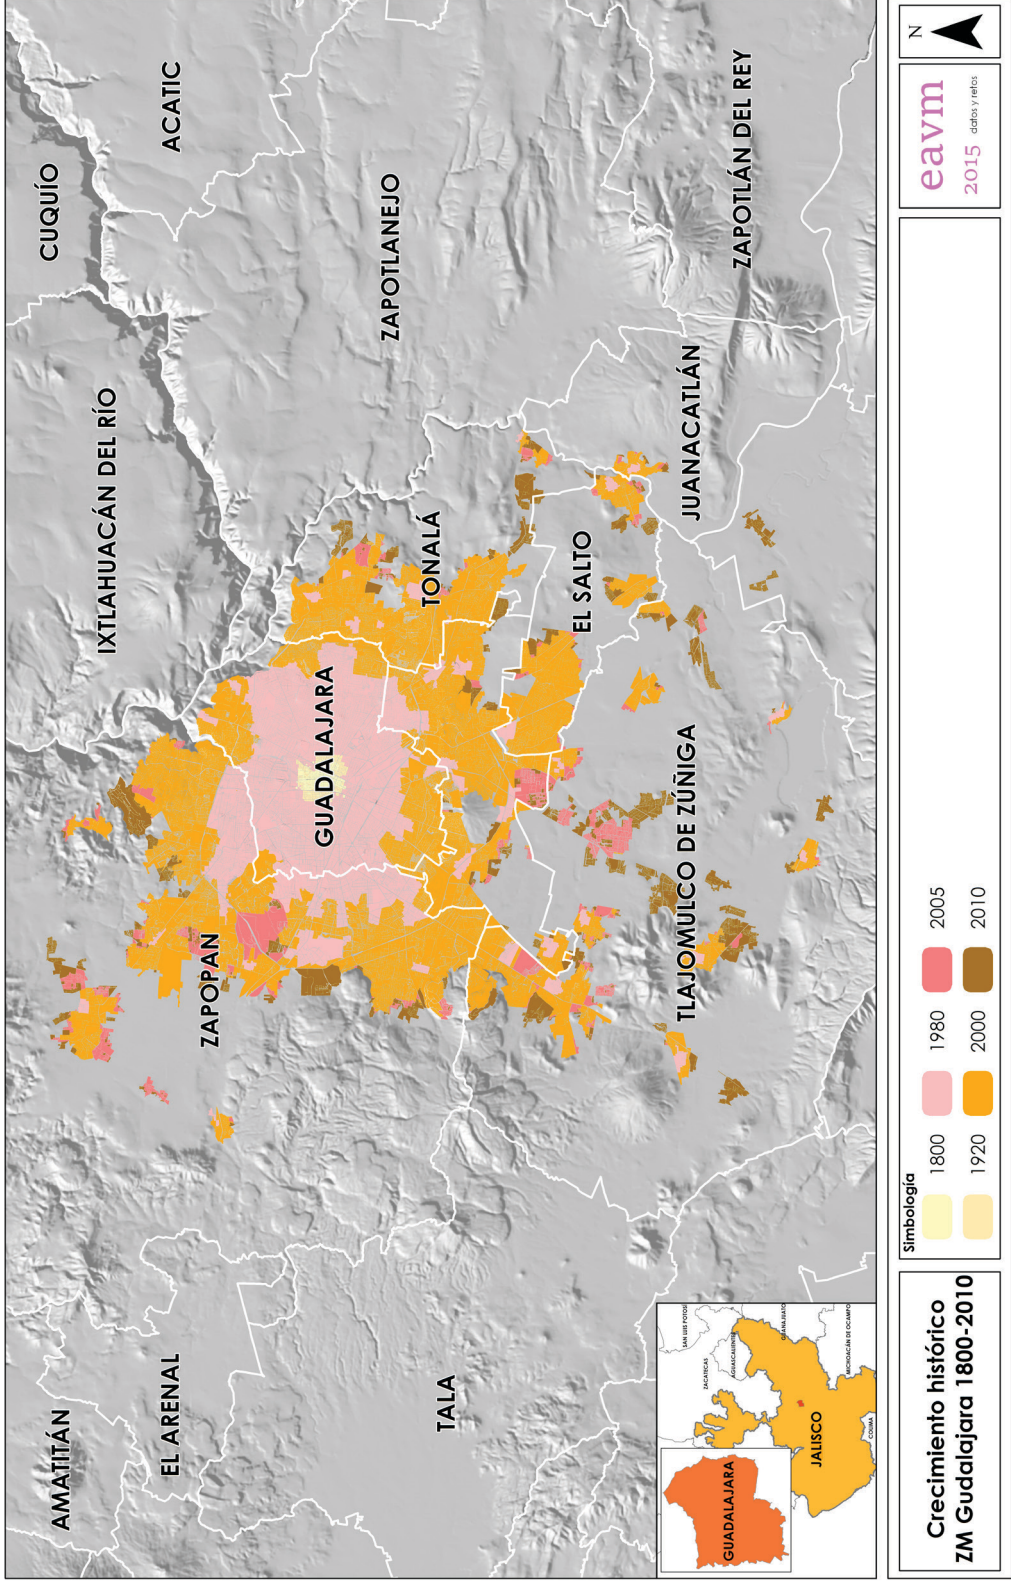 CUQUÍO
ACATIC
IXTLAHUACÁN DEL RÍO
AMATITÁN
EL ARENAL
ZAPOPAN
GUADALAJARA
TONALÁ
ZAPOTLANEJO
TALA
EL SALTO
JUANACATLÁN
TLAJOMULCO DE ZÚÑIGA
ZAPOTLÁN DEL REY
GUADALAJARA
JALISCO
SAN LUIS POTOSÍ
ZACATECAS
AGUASCALIENTES
GUANAJUATO
MICHOACÁN DE OCAMPO
COLIMA
Crecimiento histórico
ZM Gudalajara 1800-2010
Simbología
1800 1980 2005
1920 2000 2010
eavm
2015 datos y retos
N